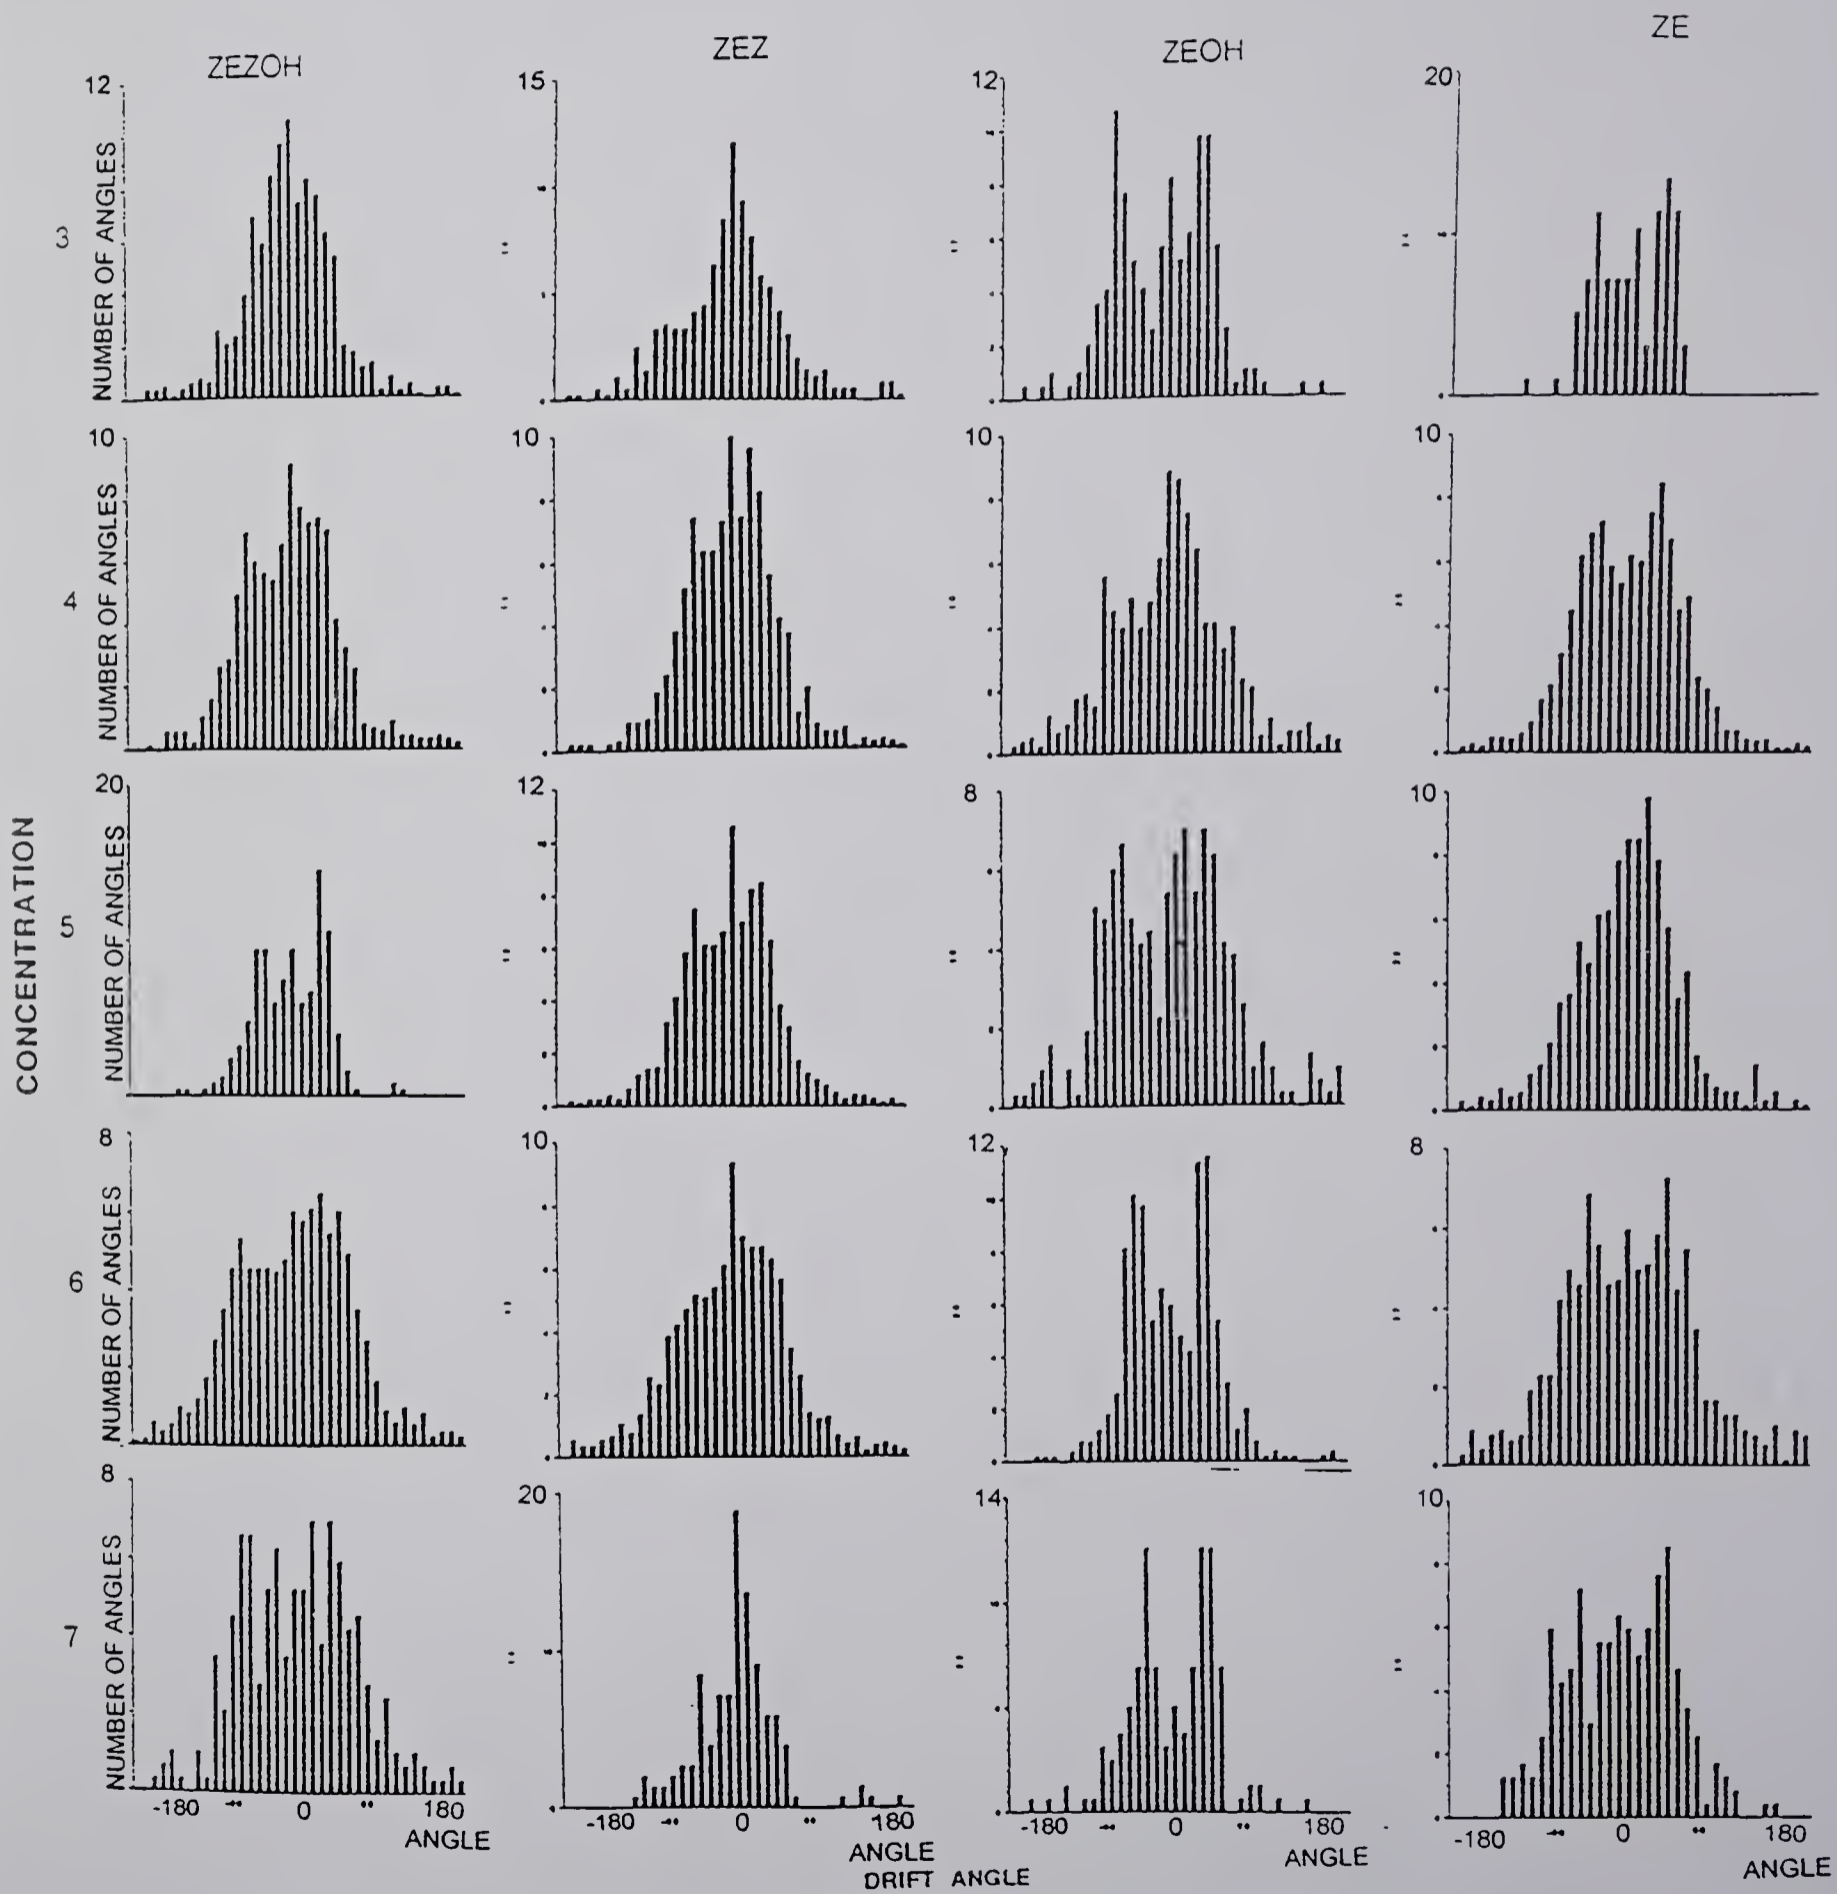 ZEZOH ZEZ ZEOH ZE
12 15 12 20
3 NUMBER OF ANGLES
10 10 10 10
4 NUMBER OF ANGLES
20 12 8 10
CONCENTRATION
5 NUMBER OF ANGLES
8 10 12 8
6 NUMBER OF ANGLES
8 20 14 10
7 NUMBER OF ANGLES
-180 0 180 -180 0 180 -180 0 180 -180 0 180
ANGLE ANGLE ANGLE ANGLE
DRIFT ANGLE